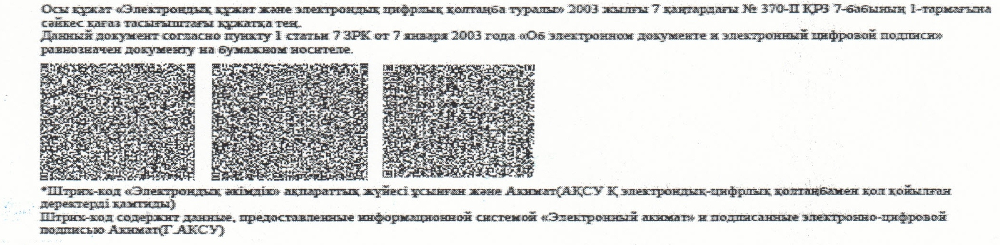 Осы құжат «Электрондық құжат және электрондық цифрлық қолтаңба туралы» 2003 жылғы 7 қаңтардағы № 370-II ҚРЗ 7-бабының 1-тармағына
сәйкес қағаз тасығыштағы құжатқа тең.
Данный документ согласно пункту 1 статьи 7 ЗРК от 7 января 2003 года «Об электронном документе и электронный цифровой подписи»
равнозначен документу на бумажном носителе.
*Штрих-код «Электрондық әкімдік» ақпараттық жүйесі ұсынған және Акимат(АҚСУ Қ электрондық-цифрлық қолтаңбамен қол қойылған
деректерді қамтиды)
Штрих-код содержит данные, предоставленные информационной системой «Электронный акимат» и подписанные электронно-цифровой
подписью Акимат(Г.АКСУ)